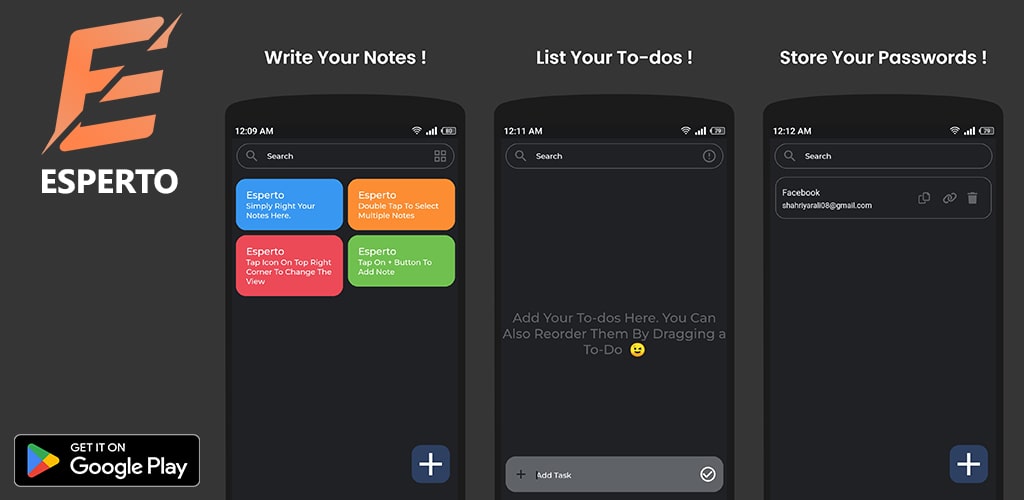 ESPERTO
GET IT ON
Google Play
Write Your Notes !
12:09 AM
80
Search
Esperto
Simply Right Your
Notes Here.
Esperto
Double Tap To Select
Multiple Notes
Esperto
Tap Icon On Top Right
Corner To Change The
View
Esperto
Tap On + Button To
Add Note
List Your To-dos !
12:11 AM
79
Search
Add Your To-dos Here. You Can
Also Reorder Them By Dragging a
To-Do 😉
Add Task
Store Your Passwords !
12:12 AM
79
Search
Facebook
shahriyarali08@gmail.com